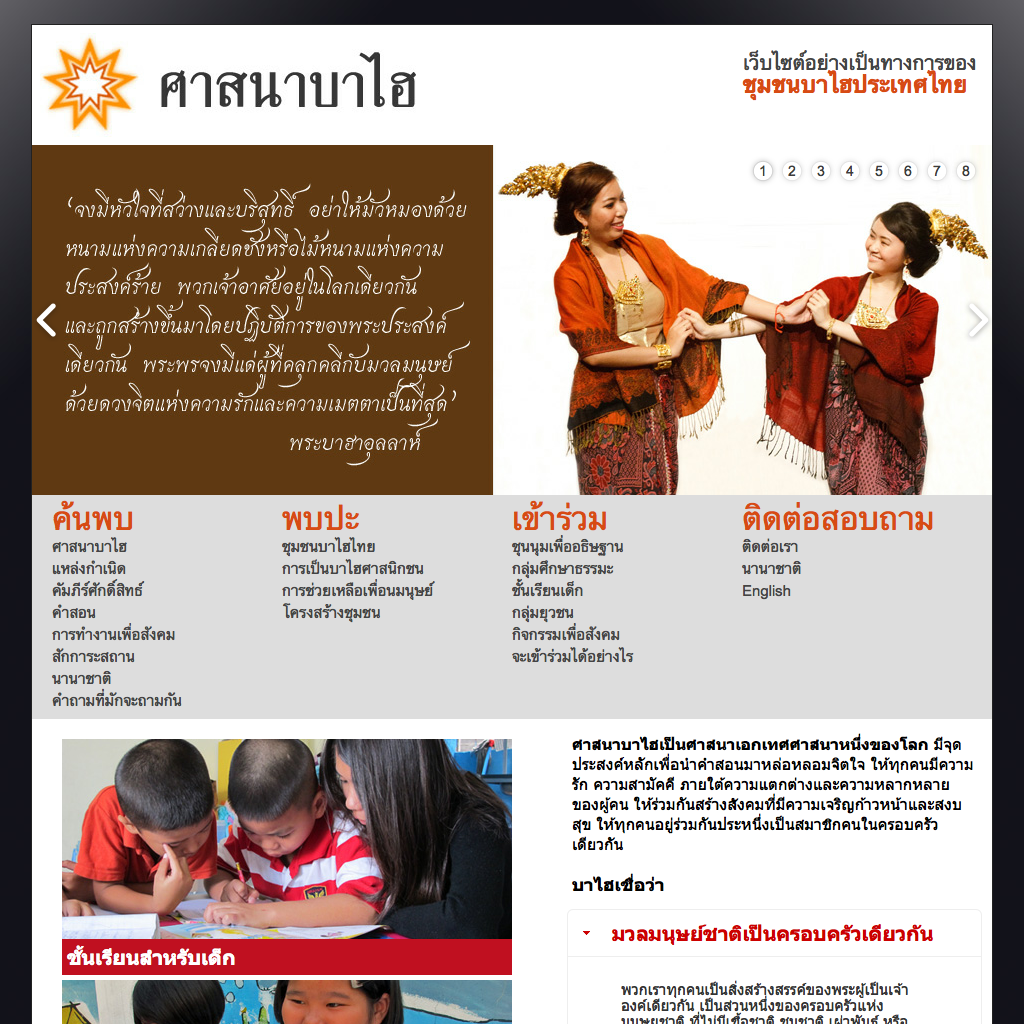 ศาสนาบาไฮ
เว็บไซต์อย่างเป็นทางการของ
ชุมชนบาไฮประเทศไทย
1 2 3 4 5 6 7 8
‘จงมีหัวใจที่สว่างและบริสุทธิ์ อย่าให้มัวหมองด้วย
หนามแห่งความเกลียดชังหรือไม้หนามแห่งความ
ประสงค์ร้าย พวกเจ้าอาศัยอยู่ในโลกเดียวกัน
และถูกสร้างขึ้นมาโดยปฏิบัติการของพระประสงค์
เดียวกัน พระพรจงมีแด่ผู้ที่คลุกคลีกับมวลมนุษย์
ด้วยดวงจิตแห่งความรักและความเมตตาเป็นที่สุด’
พระบาฮาอุลลาห์
ค้นพบ
ศาสนาบาไฮ
แหล่งกำเนิด
คัมภีร์ศักดิ์สิทธ์
คำสอน
การทำงานเพื่อสังคม
สักการะสถาน
นานาชาติ
คำถามที่มักจะถามกัน
พบปะ
ชุมชนบาไฮไทย
การเป็นบาไฮศาสนิกชน
การช่วยเหลือเพื่อนมนุษย์
โครงสร้างชุมชน
เข้าร่วม
ชุนนุมเพื่ออธิษฐาน
กลุ่มศึกษาธรรมะ
ชั้นเรียนเด็ก
กลุ่มยุวชน
กิจกรรมเพื่อสังคม
จะเข้าร่วมได้อย่างไร
ติดต่อสอบถาม
ติดต่อเรา
นานาชาติ
English
ชั้นเรียนสำหรับเด็ก
ศาสนาบาไฮเป็นศาสนาเอกเทศศาสนาหนึ่งของโลก มีจุด
ประสงค์หลักเพื่อนำคำสอนมาหล่อหลอมจิตใจ ให้ทุกคนมีความ
รัก ความสามัคคี ภายใต้ความแตกต่างและความหลากหลาย
ของผู้คน ให้ร่วมกันสร้างสังคมที่มีความเจริญก้าวหน้าและสงบ
สุข ให้ทุกคนอยู่ร่วมกันประหนึ่งเป็นสมาชิกคนในครอบครัว
เดียวกัน
บาไฮเชื่อว่า
มวลมนุษย์ชาติเป็นครอบครัวเดียวกัน
พวกเราทุกคนเป็นสิ่งสร้างสรรค์ของพระผู้เป็นเจ้า
องค์เดียวกัน เป็นส่วนหนึ่งของครอบครัวแห่ง
มนุษยชาติ ที่ไม่มีเชื้อชาติ ชนชาติ เผ่าพันธุ์ หรือ